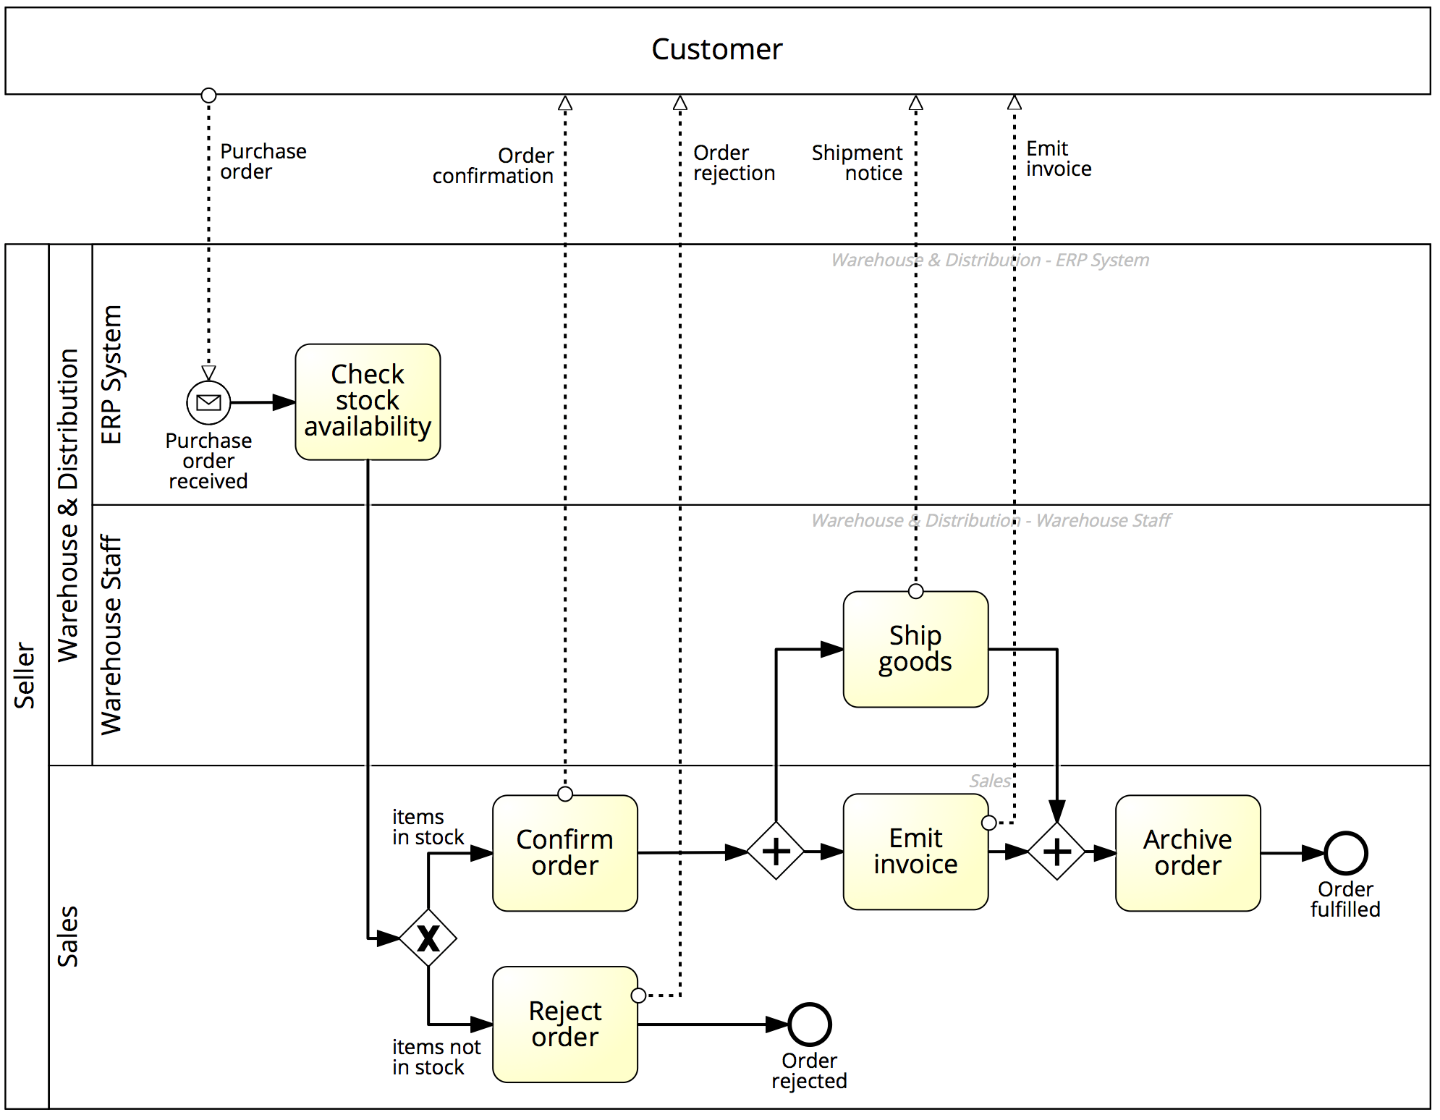 Customer
Purchase
order
Order
confirmation
Order
rejection
Shipment
notice
Emit
invoice
Seller
Warehouse & Distribution
ERP System
Warehouse & Distribution - ERP System
Check
stock
availability
Purchase
order
received
Warehouse Staff
Warehouse & Distribution - Warehouse Staff
Ship
goods
Sales
Sales
items
in stock
Confirm
order
Emit
invoice
Archive
order
Order
fulfilled
X
Reject
order
items not
in stock
Order
rejected